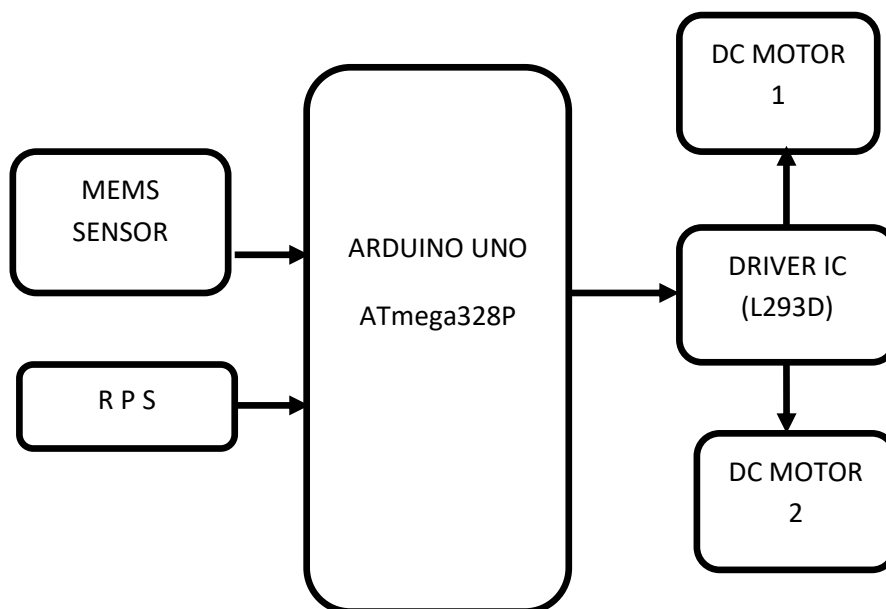 MEMS
SENSOR
R P S
ARDUINO UNO
ATmega328P
DC MOTOR
1
DRIVER IC
(L293D)
DC MOTOR
2